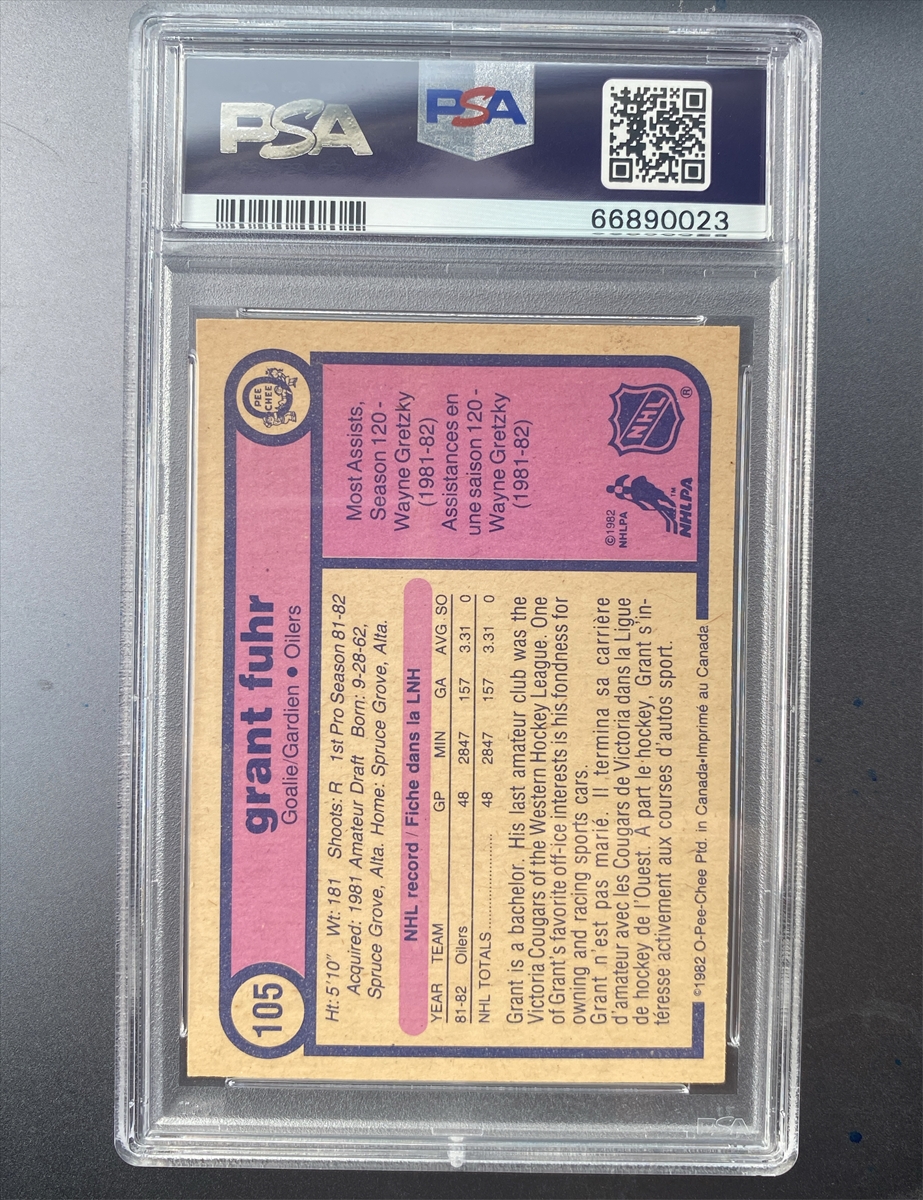 PSA
PSA
66890023
105
grant fuhr
Goalie/Gardien • Oilers
O
PEE
CHEE
Ht: 5'10" Wt: 181 Shoots: R 1st Pro Season 81-82
Acquired: 1981 Amateur Draft Born: 9-28-62,
Spruce Grove, Alta. Home: Spruce Grove, Alta.
NHL record / Fiche dans la LNH
YEAR TEAM GP MIN GA AVG. SO
81-82 Oilers 48 2847 157 3.31 0
NHL TOTALS................ 48 2847 157 3.31 0
Grant is a bachelor. His last amateur club was the
Victoria Cougars of the Western Hockey League. One
of Grant's favorite off-ice interests is his fondness for
owning and racing sports cars.
Grant n'est pas marié. Il termina sa carrière
d'amateur avec les Cougars de Victoria dans la Ligue
de hockey de l'Ouest. A part le hockey, Grant s'in-
téresse activement aux courses d'autos sport.
©1982 O-Pee-Chee Ptd. in Canada•Imprimé au Canada
Most Assists,
Season 120 -
Wayne Gretzky
(1981-82)
Assistances en
une saison 120 -
Wayne Gretzky
(1981-82)
©1982
NHLPA
NHLPA
TM
NHL
®
PSA